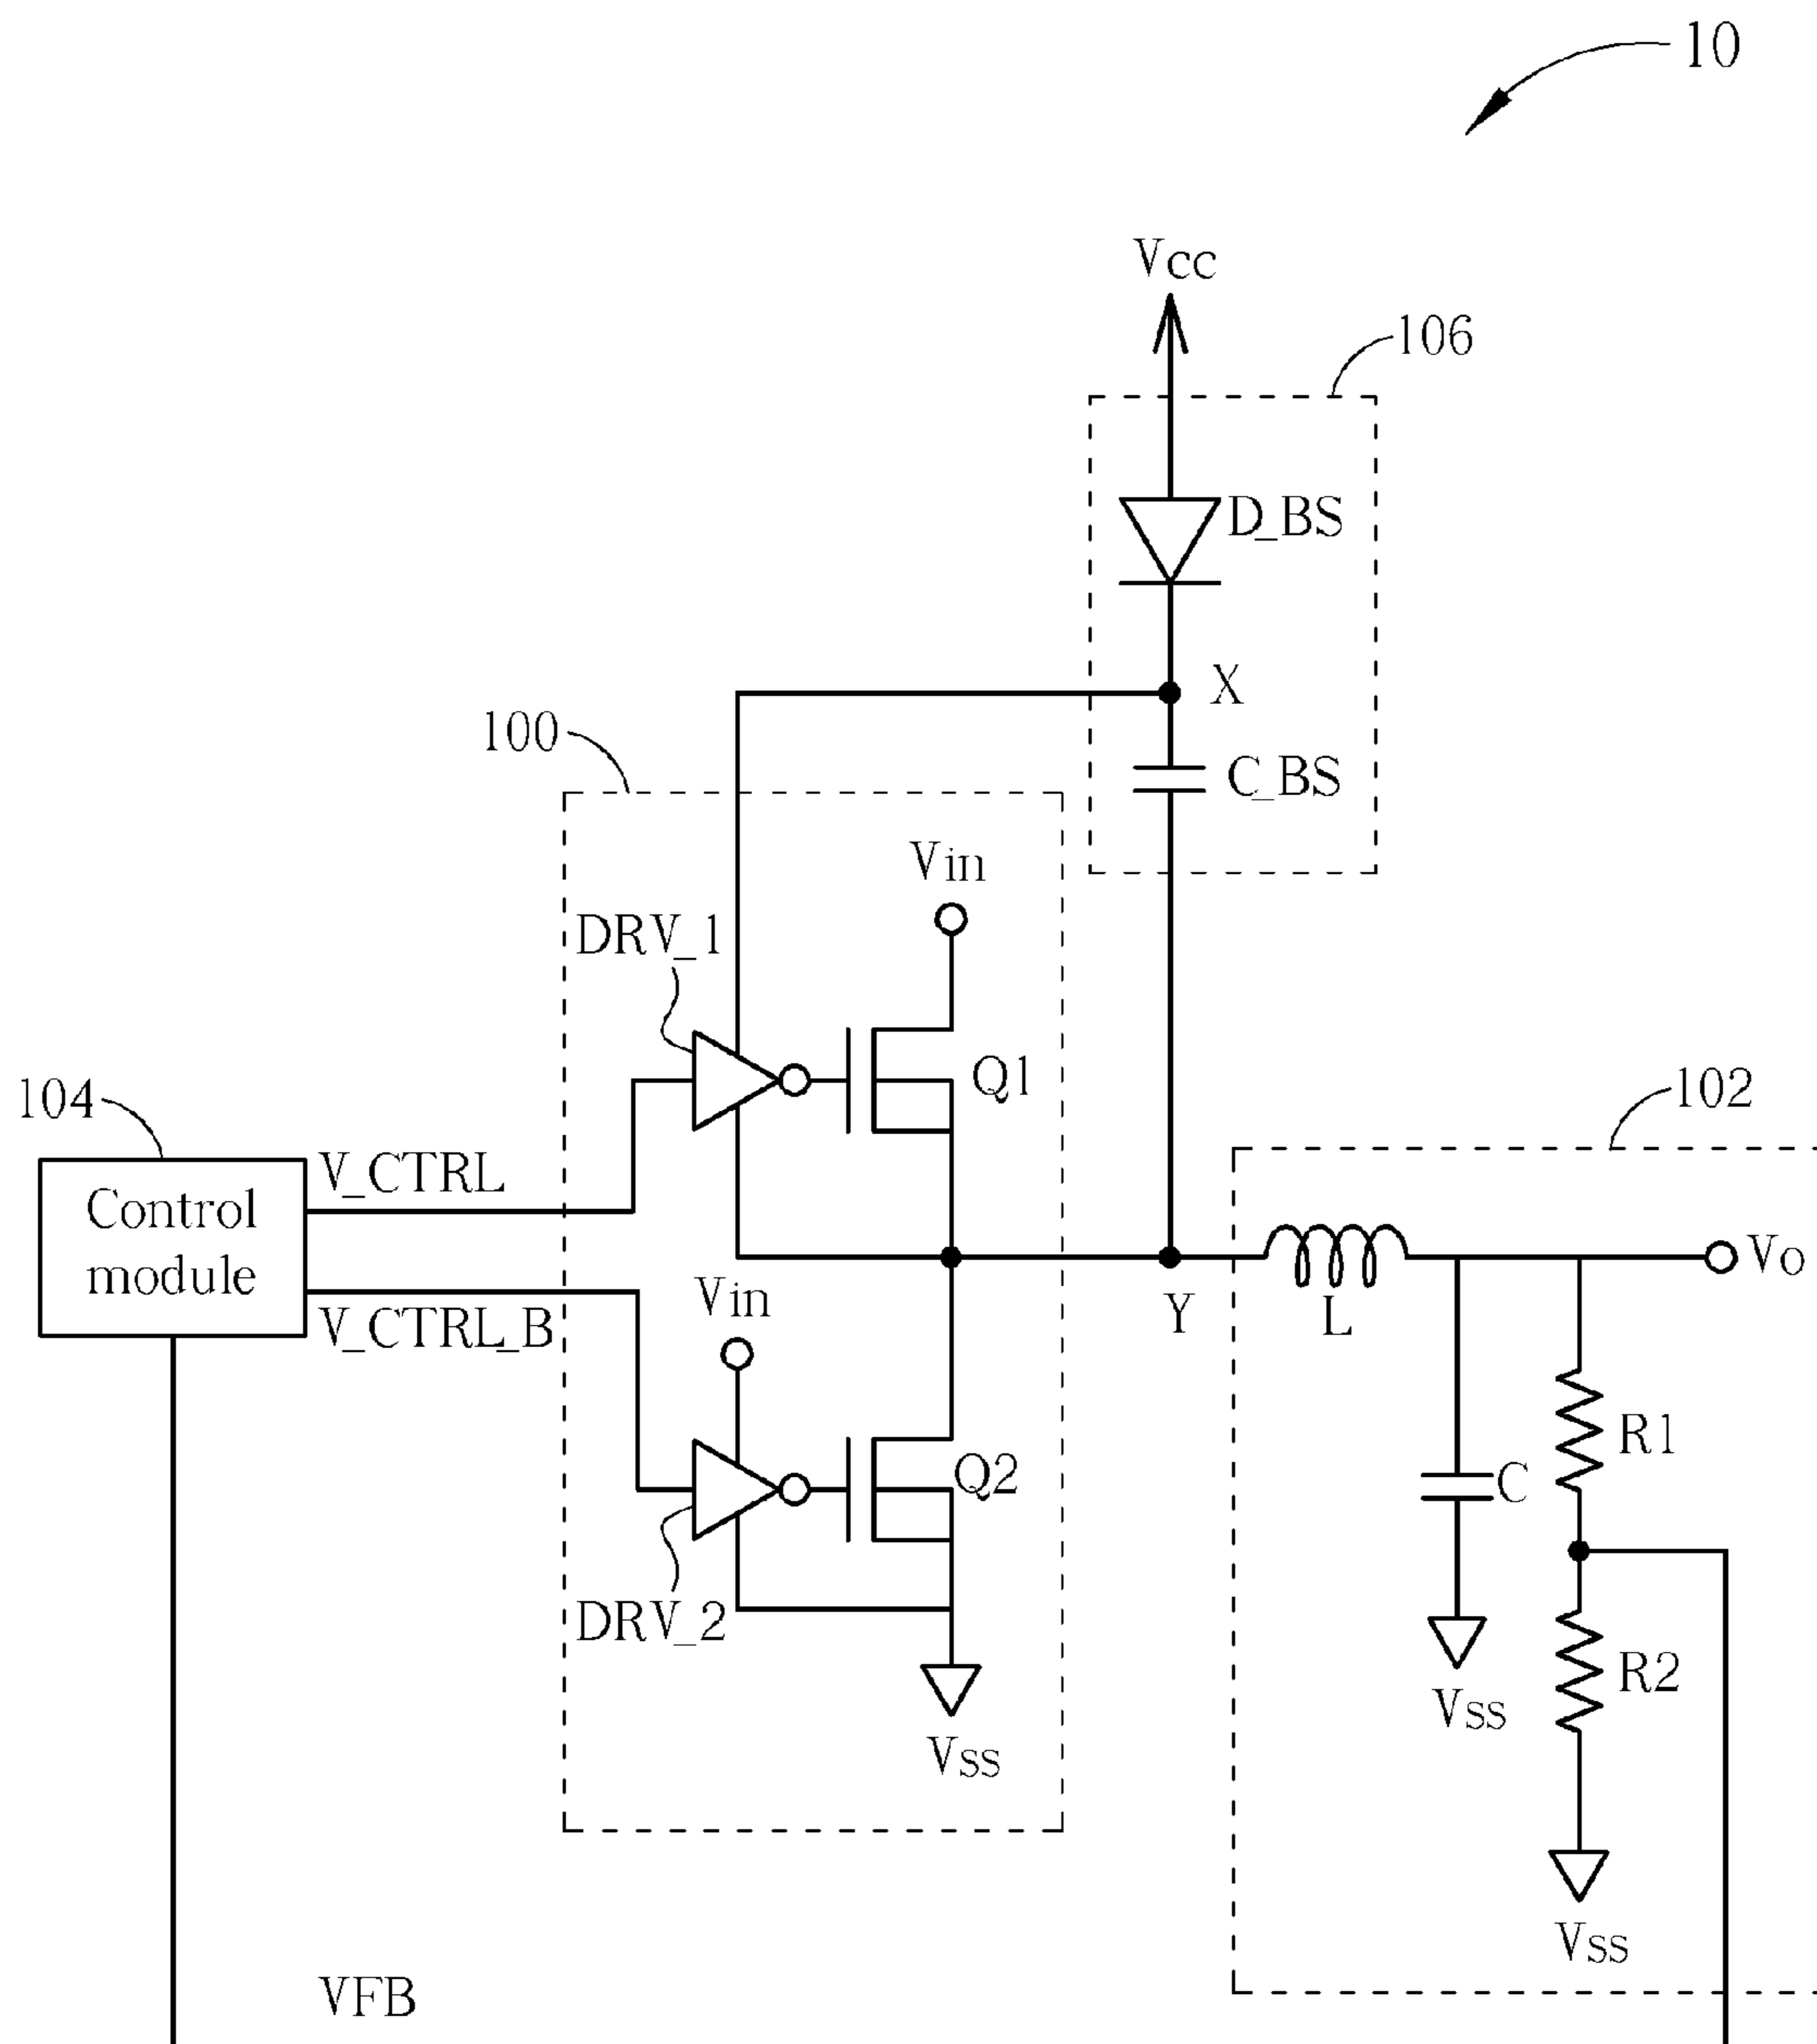 10
Vcc
106
D_BS
X
100
C_BS
Vin
DRV_1
Q1
104
102
V_CTRL
Control
module
Vo
Vin
V_CTRL_B
Y
L
R1
Q2
C
DRV_2
R2
Vss
Vss
Vss
VFB